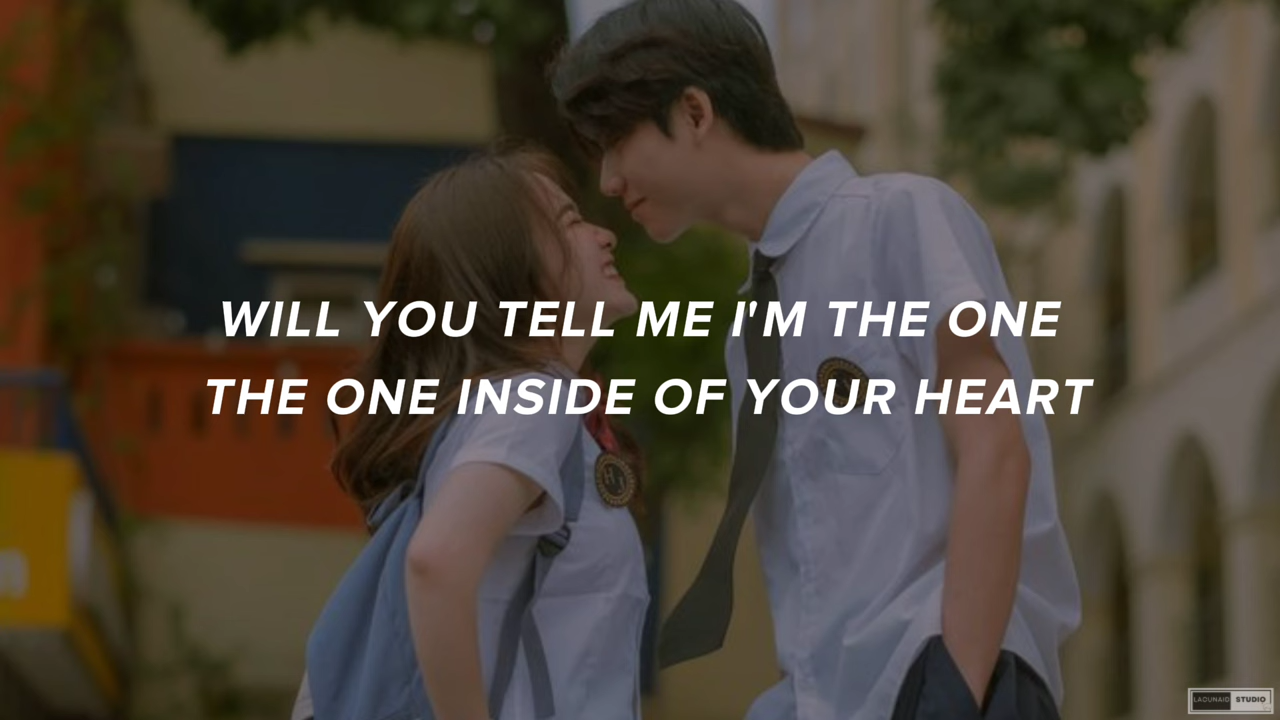 WILL YOU TELL ME I'M THE ONE
THE ONE INSIDE OF YOUR HEART
LAOUNAID STUDIO